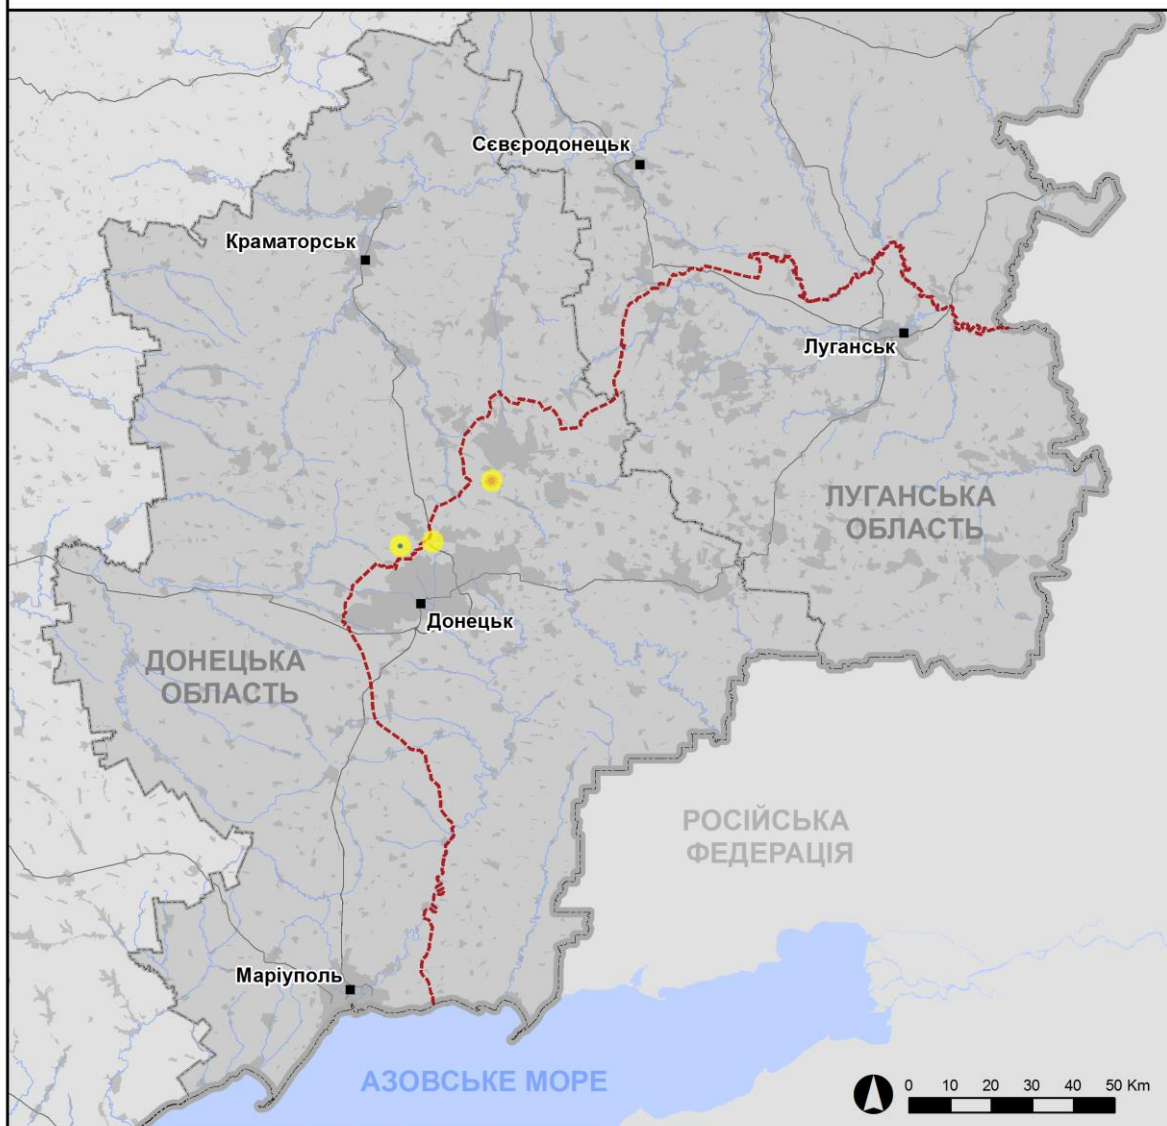 Сєвєродонецьк
Краматорськ
Луганськ
ЛУГАНСЬКА
ОБЛАСТЬ
Донецьк
ДОНЕЦЬКА
ОБЛАСТЬ
РОСІЙСЬКА
ФЕДЕРАЦІЯ
Маріуполь
АЗОВСЬКЕ МОРЕ
0 10 20 30 40 50 Km